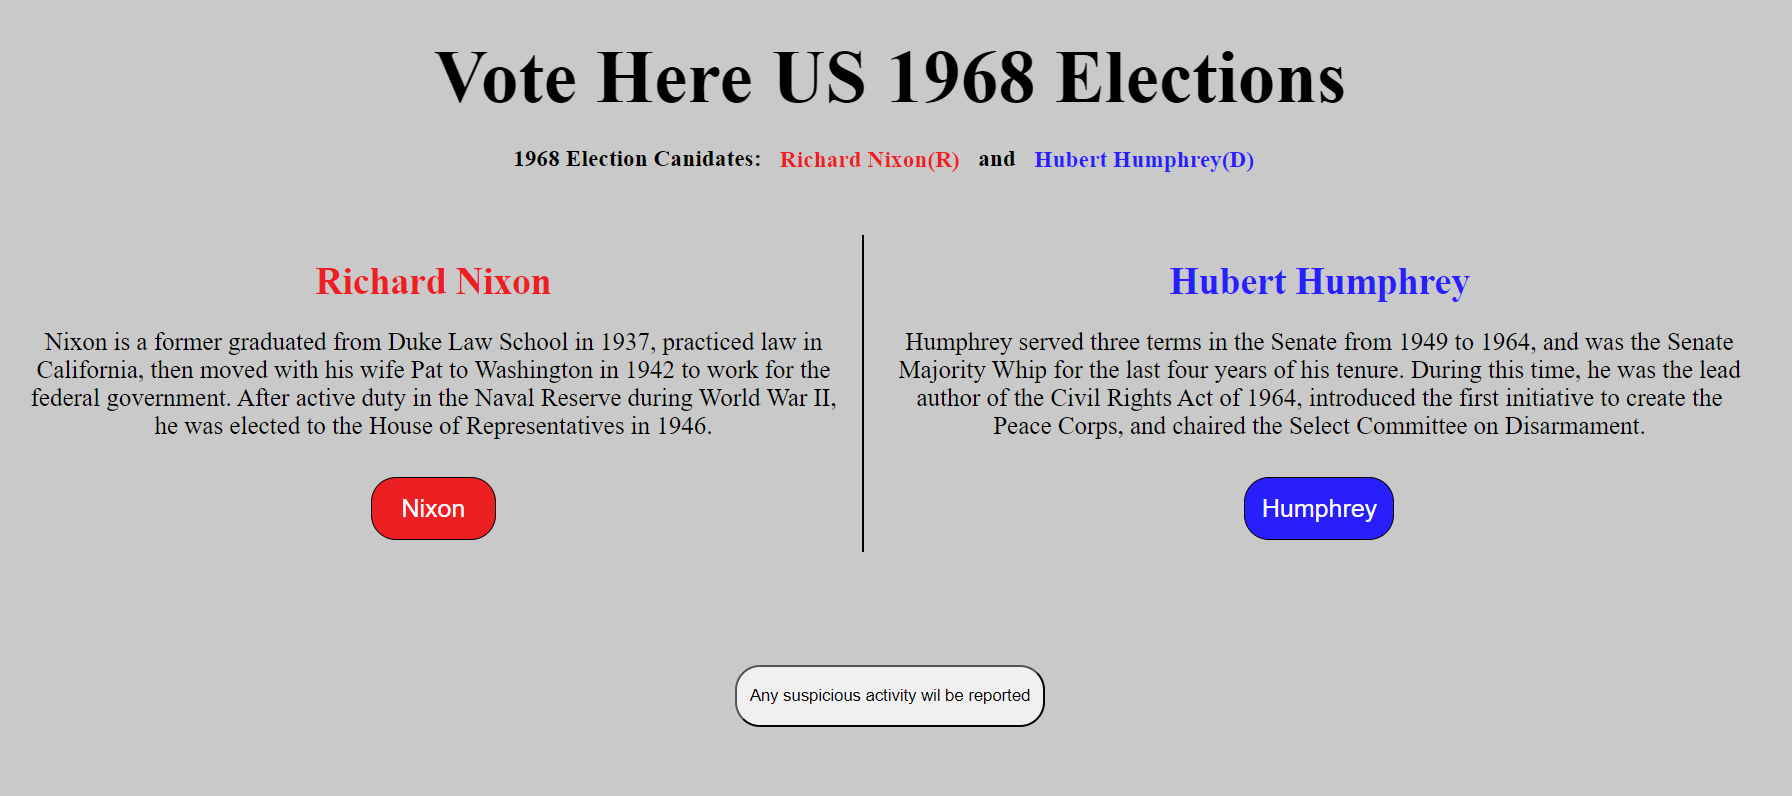 Vote Here US 1968 Elections
1968 Election Canidates: Richard Nixon(R) and Hubert Humphrey(D)
Richard Nixon
Nixon is a former graduated from Duke Law School in 1937, practiced law in
California, then moved with his wife Pat to Washington in 1942 to work for the
federal government. After active duty in the Naval Reserve during World War II,
he was elected to the House of Representatives in 1946.
Nixon
Hubert Humphrey
Humphrey served three terms in the Senate from 1949 to 1964, and was the Senate
Majority Whip for the last four years of his tenure. During this time, he was the lead
author of the Civil Rights Act of 1964, introduced the first initiative to create the
Peace Corps, and chaired the Select Committee on Disarmament.
Humphrey
Any suspicious activity wil be reported